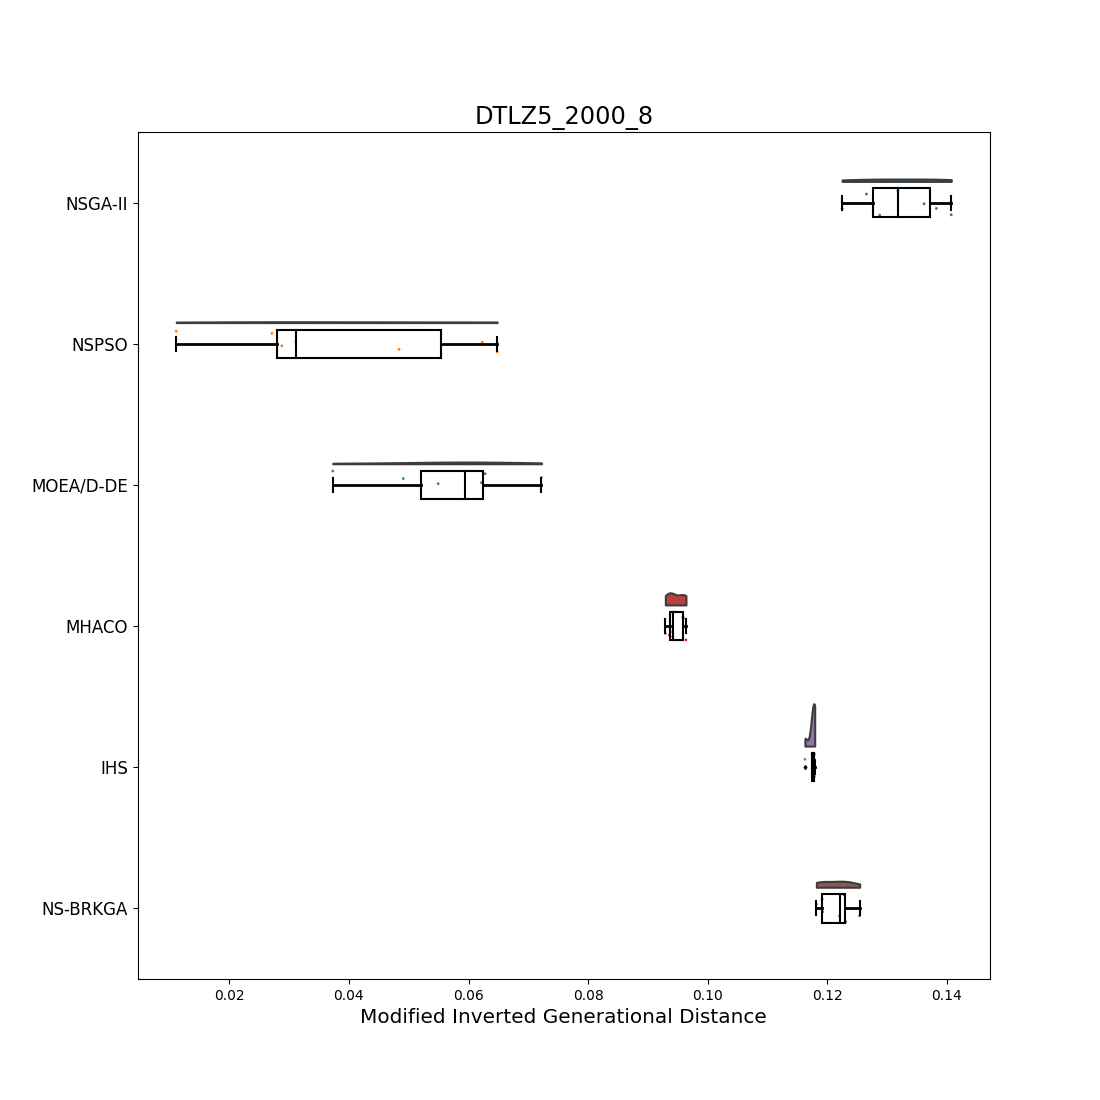 DTLZ5_2000_8
NSGA-II
NSPSO
MOEA/D-DE
MHACO
IHS
NS-BRKGA
0.02 0.04 0.06 0.08 0.10 0.12 0.14
Modified Inverted Generational Distance